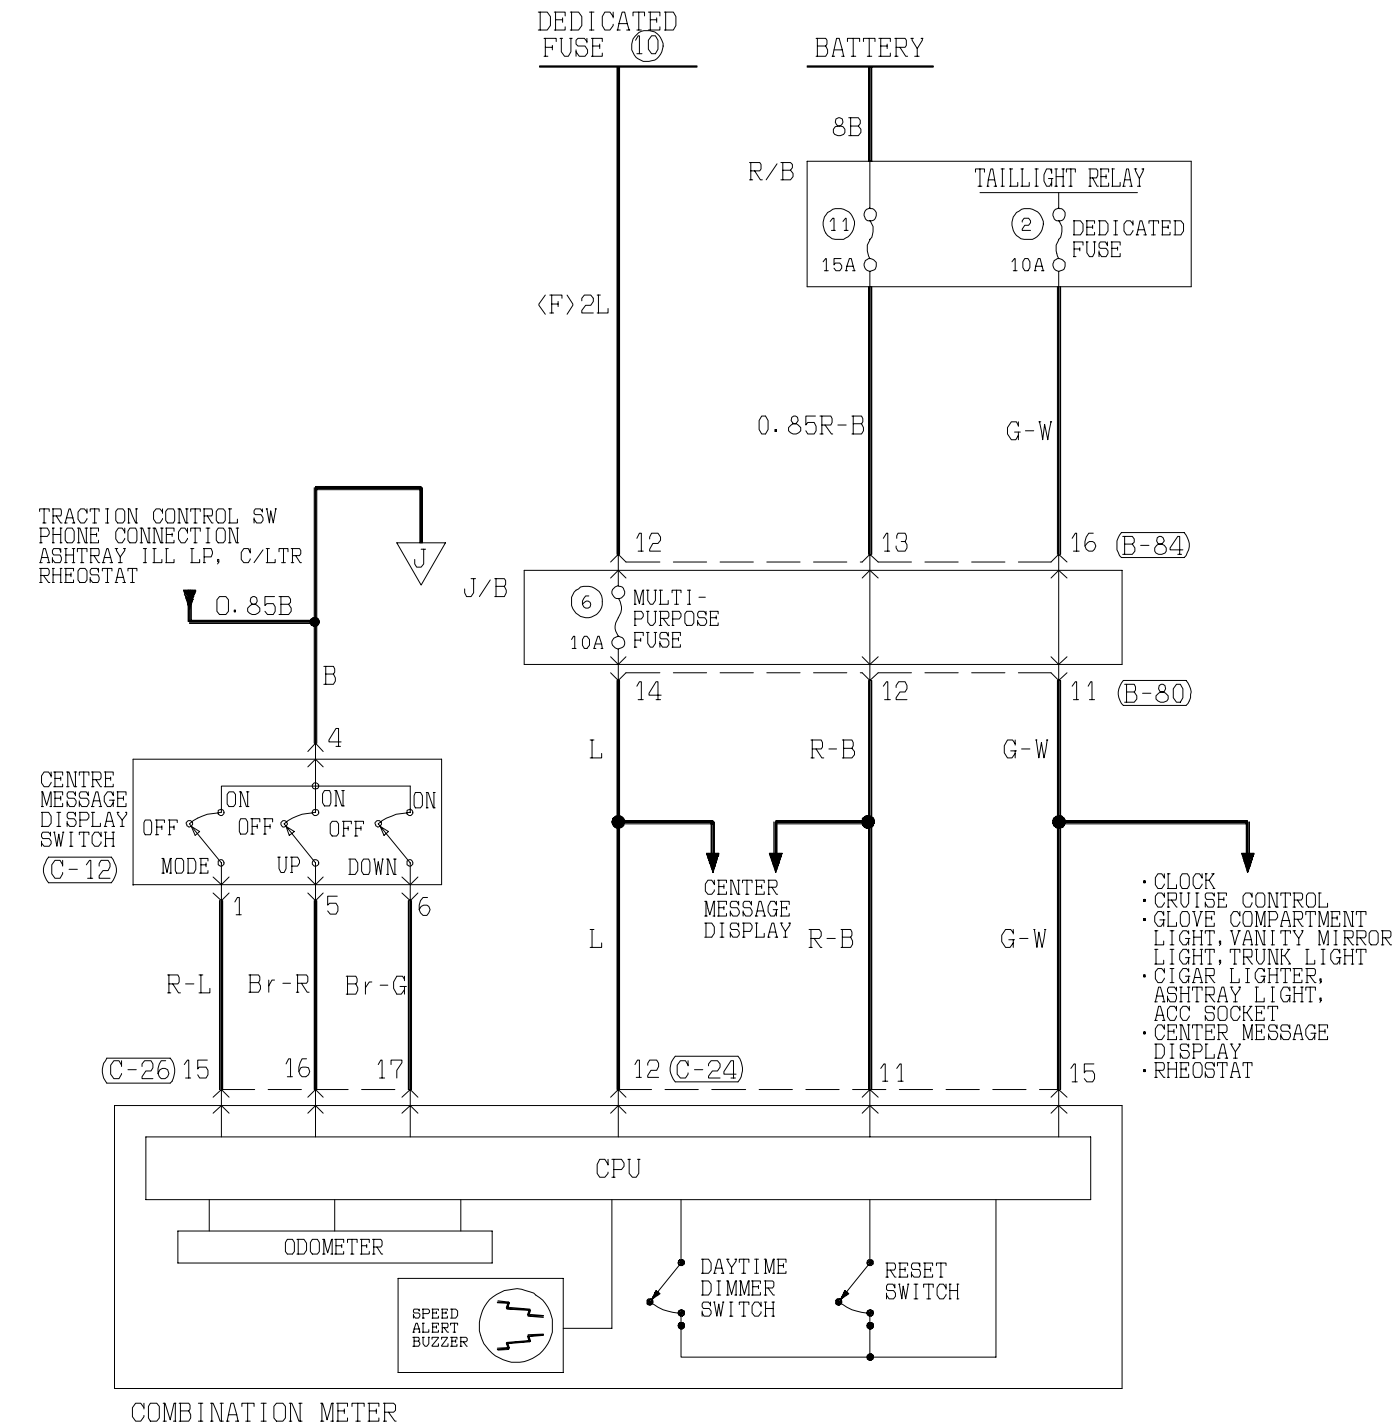 DEDICATED
FUSE 10
BATTERY
8B
R/B
TAILLIGHT RELAY
11
15A
2
10A
DEDICATED
FUSE
<F>2L
0.85R-B
G-W
TRACTION CONTROL SW
PHONE CONNECTION
ASHTRAY ILL LP, C/LTR
RHEOSTAT
J
0.85B
B
12
13
16
B-84
J/B
6
10A
MULTI-
PURPOSE
FUSE
14
12
11
B-80
4
L
R-B
G-W
CENTRE
MESSAGE
DISPLAY
SWITCH
C-12
ON
ON
ON
OFF
OFF
OFF
MODE
UP
DOWN
1
5
6
CENTER
MESSAGE
DISPLAY
L
R-B
G-W
· CLOCK
· CRUISE CONTROL
· GLOVE COMPARTMENT
LIGHT, VANITY MIRROR
LIGHT, TRUNK LIGHT
· CIGAR LIGHTER,
ASHTRAY LIGHT,
ACC SOCKET
· CENTER MESSAGE
DISPLAY
· RHEOSTAT
R-L
Br-R
Br-G
C-26
15
16
17
12
C-24
11
15
CPU
ODOMETER
SPEED
ALERT
BUZZER
DAYTIME
DIMMER
SWITCH
RESET
SWITCH
COMBINATION METER